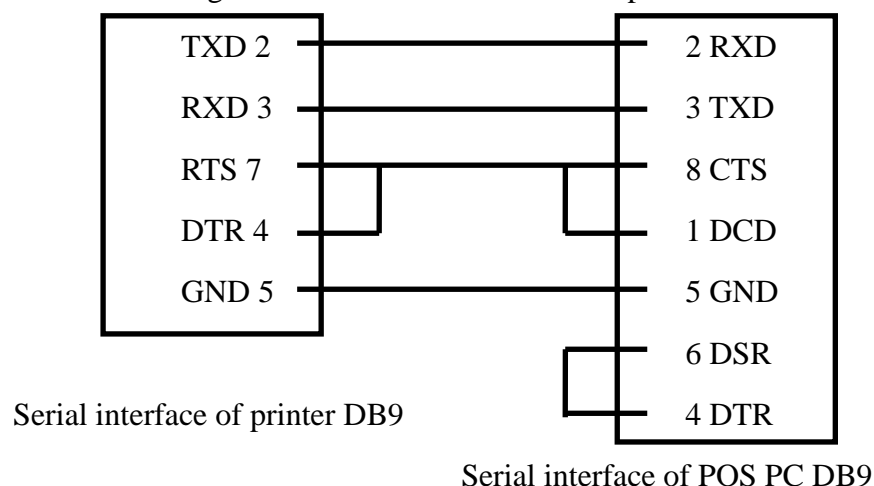 TXD 2 2 RXD
RXD 3 3 TXD
RTS 7 8 CTS
DTR 4 1 DCD
GND 5 5 GND
6 DSR
4 DTR
Serial interface of printer DB9
Serial interface of POS PC DB9